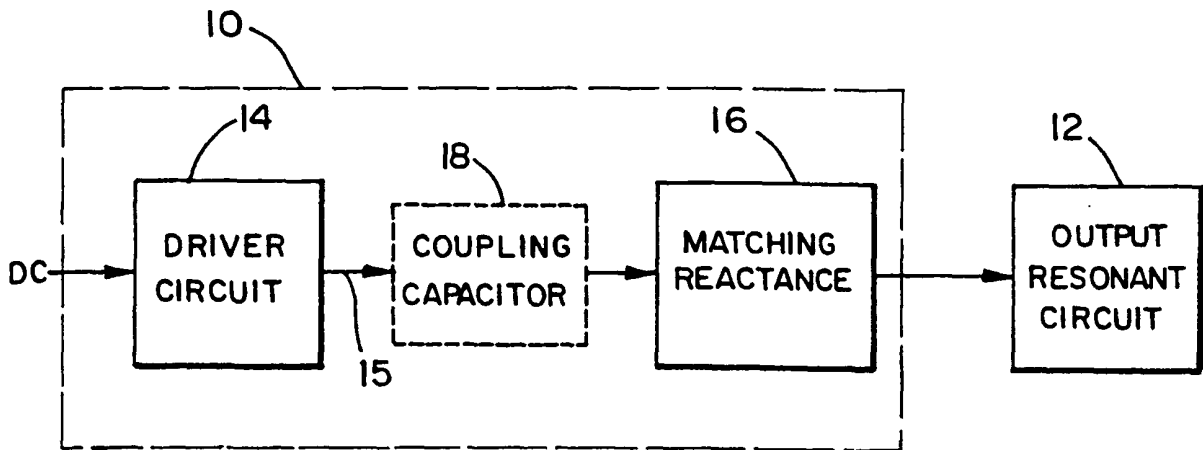 10
14
18
16
12
DC
DRIVER
CIRCUIT
15
COUPLING
CAPACITOR
MATCHING
REACTANCE
OUTPUT
RESONANT
CIRCUIT